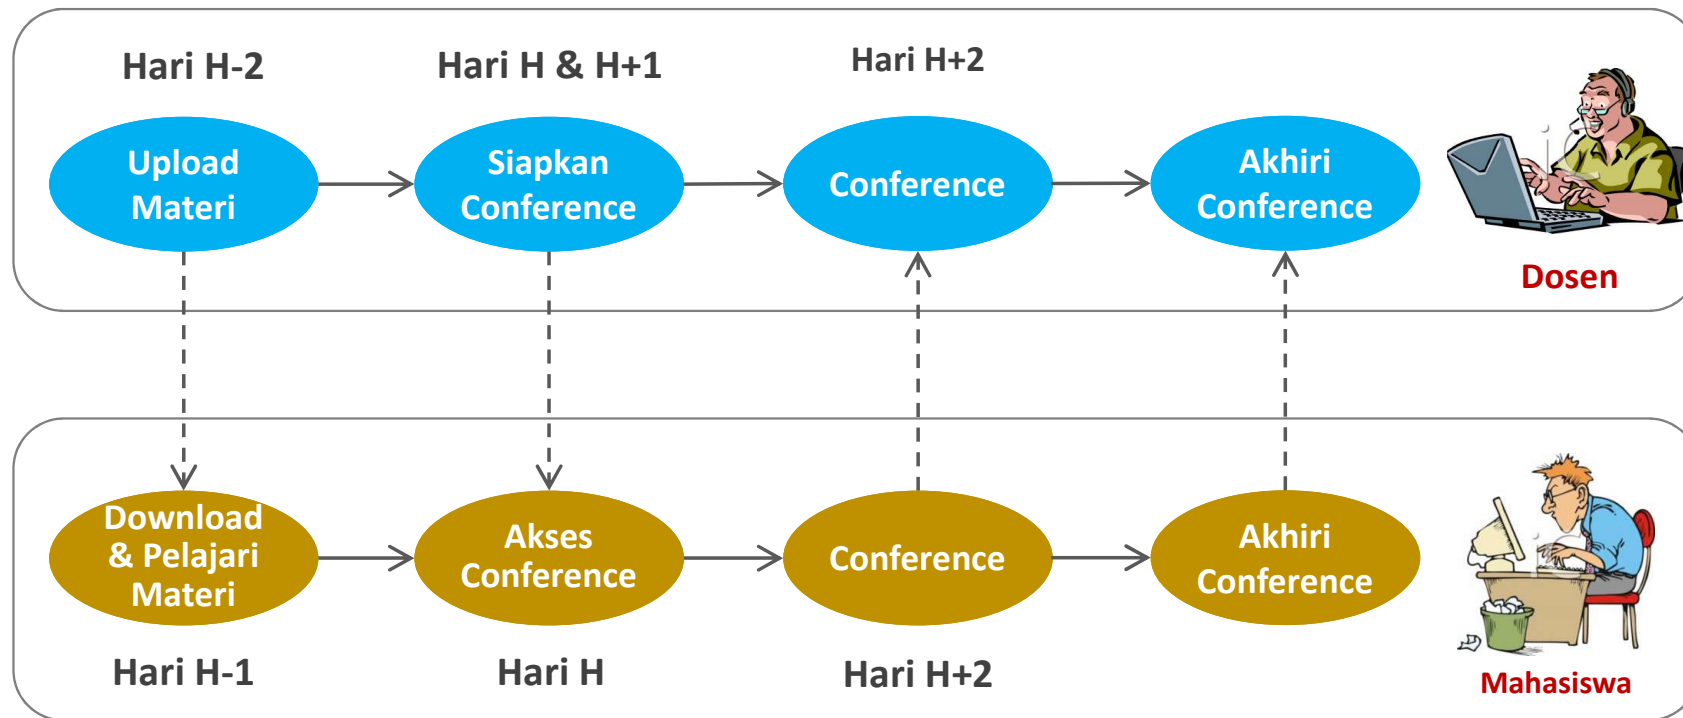 Hari H-2
Hari H & H+1
Hari H+2
Upload
Materi
Siapkan
Conference
Conference
Akhiri
Conference
Dosen
Download
& Pelajari
Materi
Akses
Conference
Conference
Akhiri
Conference
Hari H-1
Hari H
Hari H+2
Mahasiswa